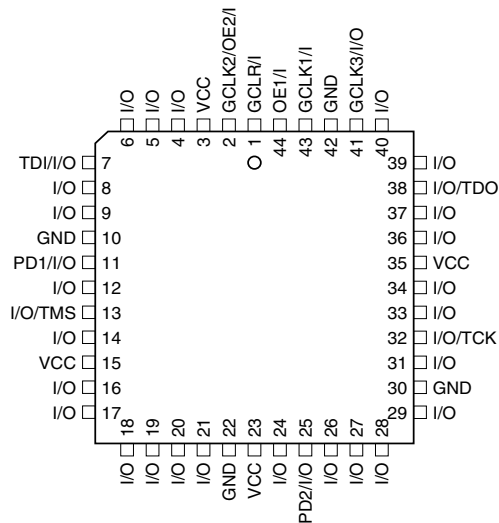 I/O
I/O
I/O
VCC
GCLK2/OE2/I
GCLR/I
OE1/I
GCLK1/I
GND
GCLK3/I/O
I/O
6
5
4
3
2
1
44
43
42
41
40
TDI/I/O 7
I/O 8
I/O 9
GND 10
PD1/I/O 11
I/O 12
I/O/TMS 13
I/O 14
VCC 15
I/O 16
I/O 17
39 I/O
38 I/O/TDO
37 I/O
36 I/O
35 VCC
34 I/O
33 I/O
32 I/O/TCK
31 I/O
30 GND
29 I/O
18
19
20
21
22
23
24
25
26
27
28
I/O
I/O
I/O
I/O
GND
VCC
I/O
PD2/I/O
I/O
I/O
I/O